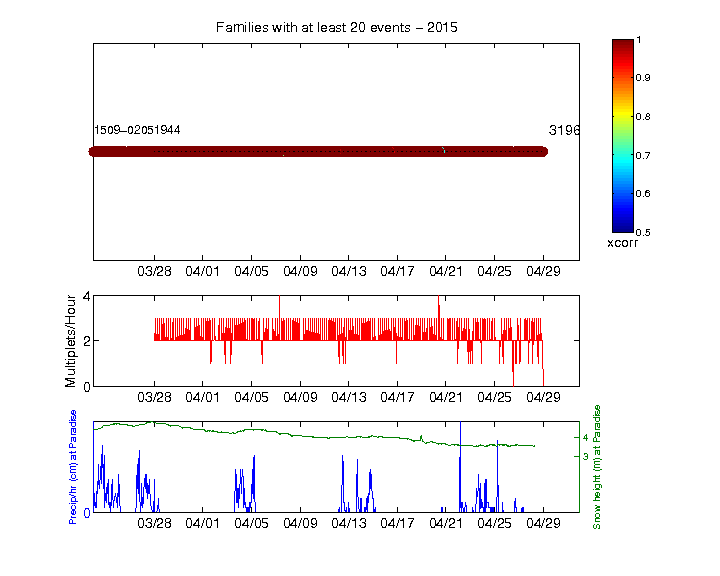 Families with at least 20 events – 2015
1509–02051944
3196
03/28 04/01 04/05 04/09 04/13 04/17 04/21 04/25 04/29
1
0.9
0.8
0.7
0.6
0.5
xcorr
Multiplets/Hour
4
2
0
03/28 04/01 04/05 04/09 04/13 04/17 04/21 04/25 04/29
Precip/hr (cm) at Paradise
0
03/28 04/01 04/05 04/09 04/13 04/17 04/21 04/25 04/29
4
3
Snow height (m) at Paradise